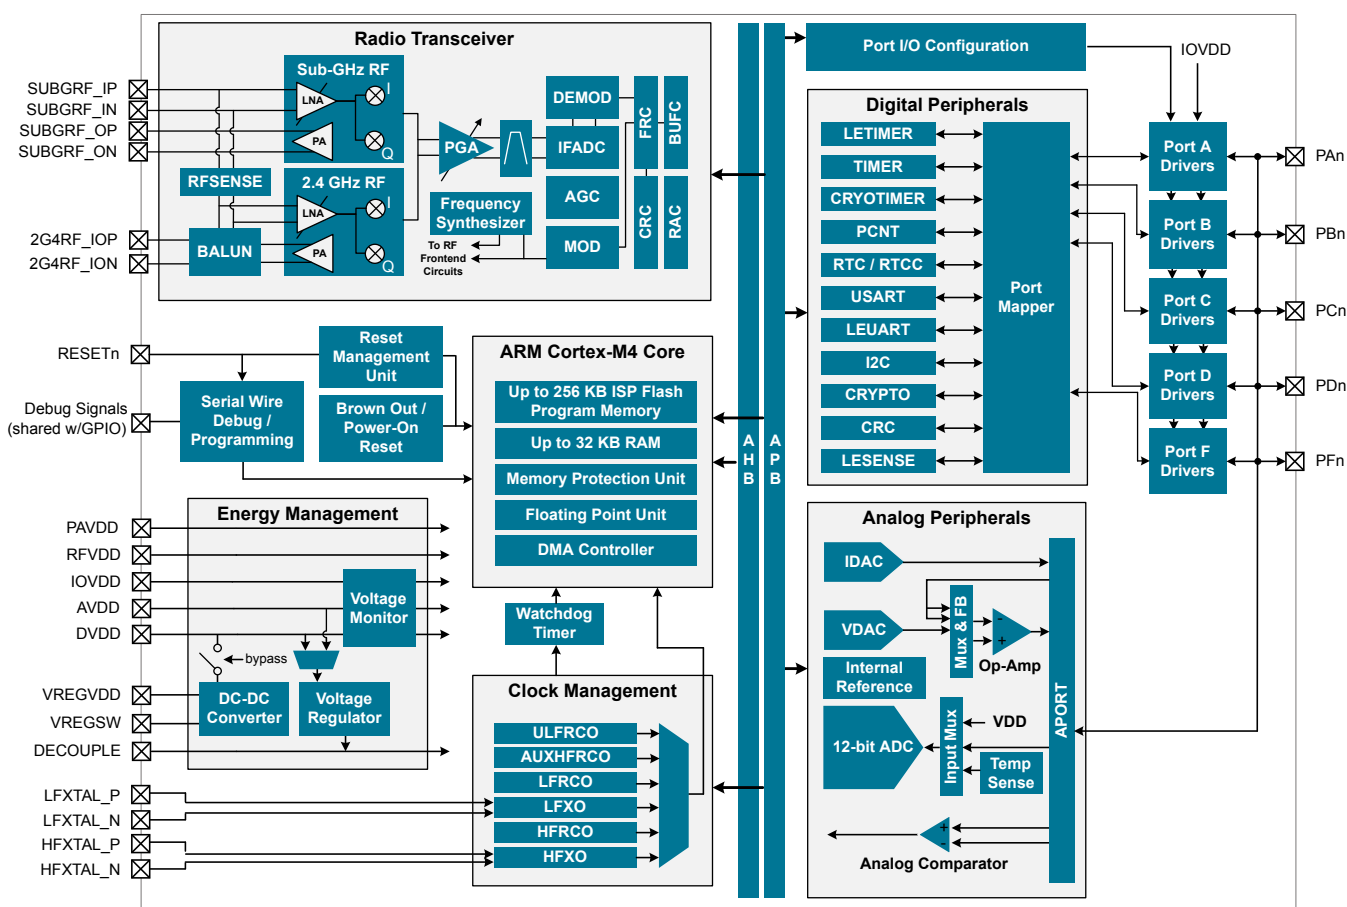 Radio Transceiver
SUBGRF_IP
SUBGRF_IN
SUBGRF_OP
SUBGRF_ON
2G4RF_IOP
2G4RF_ION
Sub-GHz RF
LNA
I
PA
Q
RFSENSE
BALUN
2.4 GHz RF
LNA
I
PA
Q
PGA
DEMOD
IFADC
AGC
MOD
FRC
BUFC
CRC
RAC
Frequency
Synthesizer
To RF
Frontend
Circuits
RESETn
Debug Signals
(shared w/GPIO)
Reset
Management
Unit
Serial Wire
Debug /
Programming
Brown Out /
Power-On
Reset
ARM Cortex-M4 Core
Up to 256 KB ISP Flash
Program Memory
Up to 32 KB RAM
Memory Protection Unit
Floating Point Unit
DMA Controller
Watchdog
Timer
Energy Management
PAVDD
RFVDD
IOVDD
AVDD
DVDD
VREGVDD
VREGSW
DECOUPLE
Voltage
Monitor
bypass
DC-DC
Converter
Voltage
Regulator
LFXTAL_P
LFXTAL_N
HFXTAL_P
HFXTAL_N
Clock Management
ULFRCO
AUXHFRCO
LFRCO
LFXO
HFRCO
HFXO
AHB
APB
Port I/O Configuration
IOVDD
Digital Peripherals
LETIMER
TIMER
CRYOTIMER
PCNT
RTC / RTCC
USART
LEUART
I2C
CRYPTO
CRC
LESENSE
Port
Mapper
Port A
Drivers
Port B
Drivers
Port C
Drivers
Port D
Drivers
Port F
Drivers
PAn
PBn
PCn
PDn
PFn
Analog Peripherals
IDAC
VDAC
Mux & FB
-
+
Op-Amp
Internal
Reference
12-bit ADC
Input Mux
VDD
Temp
Sense
APORT
+
-
Analog Comparator